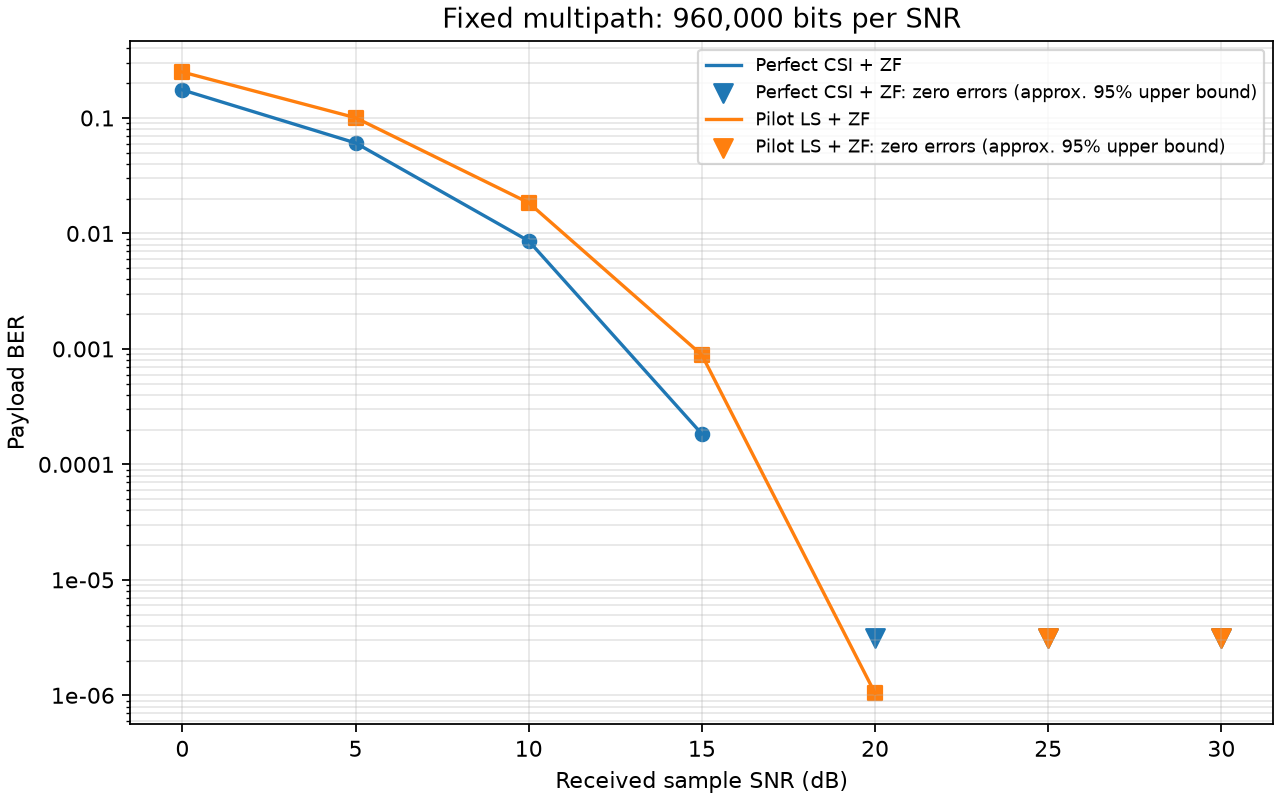 Fixed multipath: 960,000 bits per SNR
Perfect CSI + ZF
Perfect CSI + ZF: zero errors (approx. 95% upper bound)
Pilot LS + ZF
Pilot LS + ZF: zero errors (approx. 95% upper bound)
Payload BER
0.1
0.01
0.001
0.0001
1e-05
1e-06
0 5 10 15 20 25 30
Received sample SNR (dB)